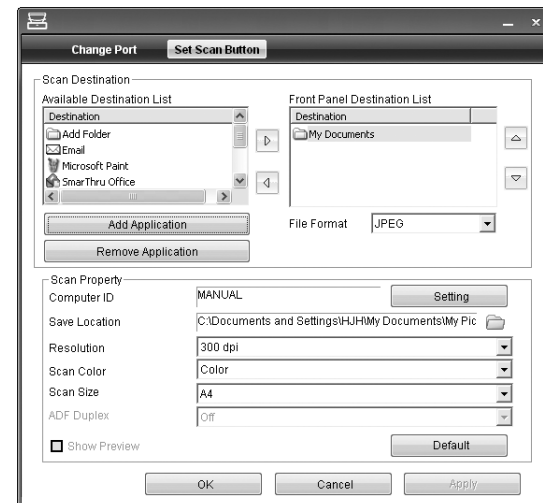 Change Port Set Scan Button
Scan Destination
Available Destination List
Destination
Add Folder
Email
Microsoft Paint
SmarThru Office
Add Application
Remove Application
Front Panel Destination List
Destination
My Documents
File Format JPEG
Scan Property
Computer ID MANUAL Setting
Save Location C:\Documents and Settings\HJH\My Documents\My Pic
Resolution 300 dpi
Scan Color Color
Scan Size A4
ADF Duplex Off
Show Preview Default
OK Cancel Apply